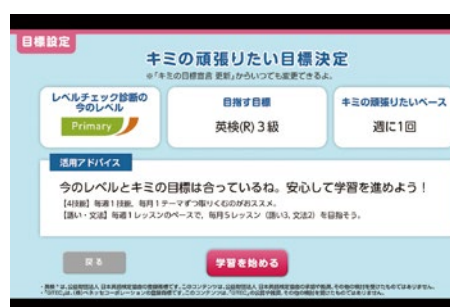 目標設定
キミの頑張りたい目標決定
※「キミの目標宣言 更新」からいつでも変更できるよ。
レベルチェック診断の
今のレベル
Primary
目指す目標
英検(R)3級
キミの頑張りたいペース
週に1回
活用アドバイス
今のレベルとキミの目標は合っているね。安心して学習を進めよう！
【4技能】毎週1技能、毎月1テーマずつ取りくむのがおススメ。
【語い・文法】毎週1レッスンのペースで、毎月5レッスン（語い3、文法2）を目指そう。
戻る
学習を始める